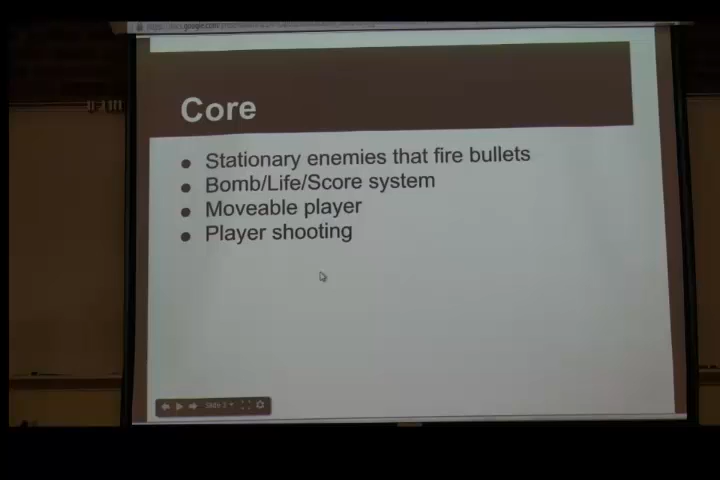 Core
Stationary enemies that fire bullets
Bomb/Life/Score system
Moveable player
Player shooting